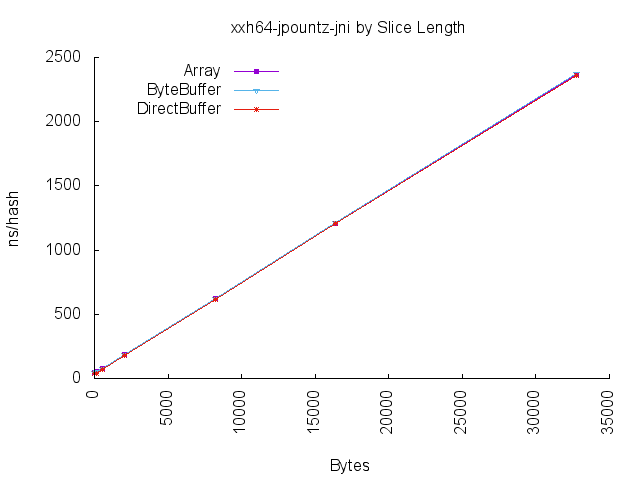 xxh64-jpountz-jni by Slice Length
2500
2000
1500
1000
500
0
ns/hash
Array
ByteBuffer
DirectBuffer
0
5000
10000
15000
20000
25000
30000
35000
Bytes